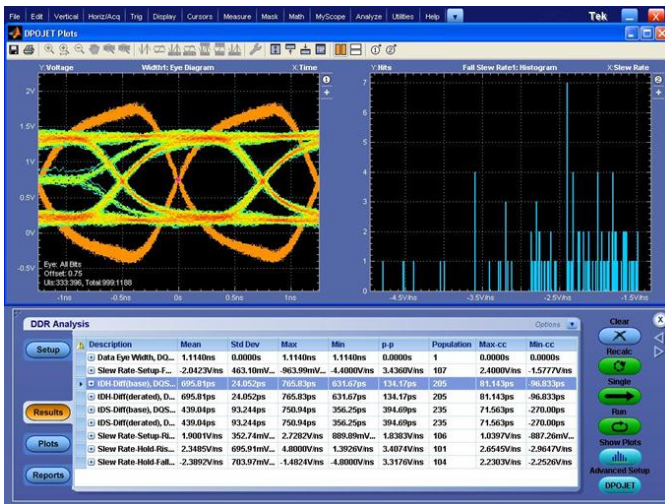 File Edit Vertical Horiz/Acq Trig Display Cursors Measure Mask Math MyScope Analyze Utilities Help Tek
DPOJET Plots
Y:Voltage Width1: Eye Diagram X:Time
2V
1.5V
1V
0.5V
0V
-0.5V
Eye: All Bits
Offset: 0.75
UIs:333:396, Total:999:1188
-1ns -0.5ns 0s 0.5ns 1ns
Y:Hits Fall Slew Rate1: Histogram X:Slew Rate
7
6
5
4
3
2
1
0
-4.5V/ns -3.5V/ns -2.5V/ns -1.5V/ns
DDR Analysis Options
Setup
Results
Plots
Reports
Description Mean Std Dev Max Min p-p Population Max-cc Min-cc
Data Eye Width, DQ... 1.1140ns 0.0000s 1.1140ns 1.1140ns 0.0000s 1 0.0000s 0.0000s
Slew Rate-Setup-F... -2.0423V/ns 463.10mV... -963.99mV... -4.4000V/ns 3.4360V/ns 107 2.4000V/ns -1.5777V/ns
tDH-Diff(base), DQS... 695.81ps 24.052ps 765.83ps 631.67ps 134.17ps 205 81.143ps -96.833ps
tDH-Diff(derated), D... 695.81ps 24.052ps 765.83ps 631.67ps 134.17ps 205 81.143ps -96.833ps
tDS-Diff(base), DQS... 439.04ps 93.244ps 750.94ps 356.25ps 394.69ps 235 71.563ps -270.00ps
tDS-Diff(derated), D... 439.04ps 93.244ps 750.94ps 356.25ps 394.69ps 235 71.563ps -270.00ps
Slew Rate-Setup-Ri... 1.9001V/ns 352.74mV... 2.7282V/ns 889.89mV... 1.8383V/ns 106 1.0397V/ns -887.26mV...
Slew Rate-Hold-Ris... 2.3485V/ns 695.91mV... 4.8000V/ns 1.3926V/ns 3.4074V/ns 101 2.6545V/ns -2.9647V/ns
Slew Rate-Hold-Fall... -2.3892V/ns 703.97mV... -1.4824V/ns -4.8000V/ns 3.3176V/ns 104 2.2303V/ns -2.2526V/ns
Clear
Recalc
Single
Run
Show Plots
Advanced Setup
DPOJET